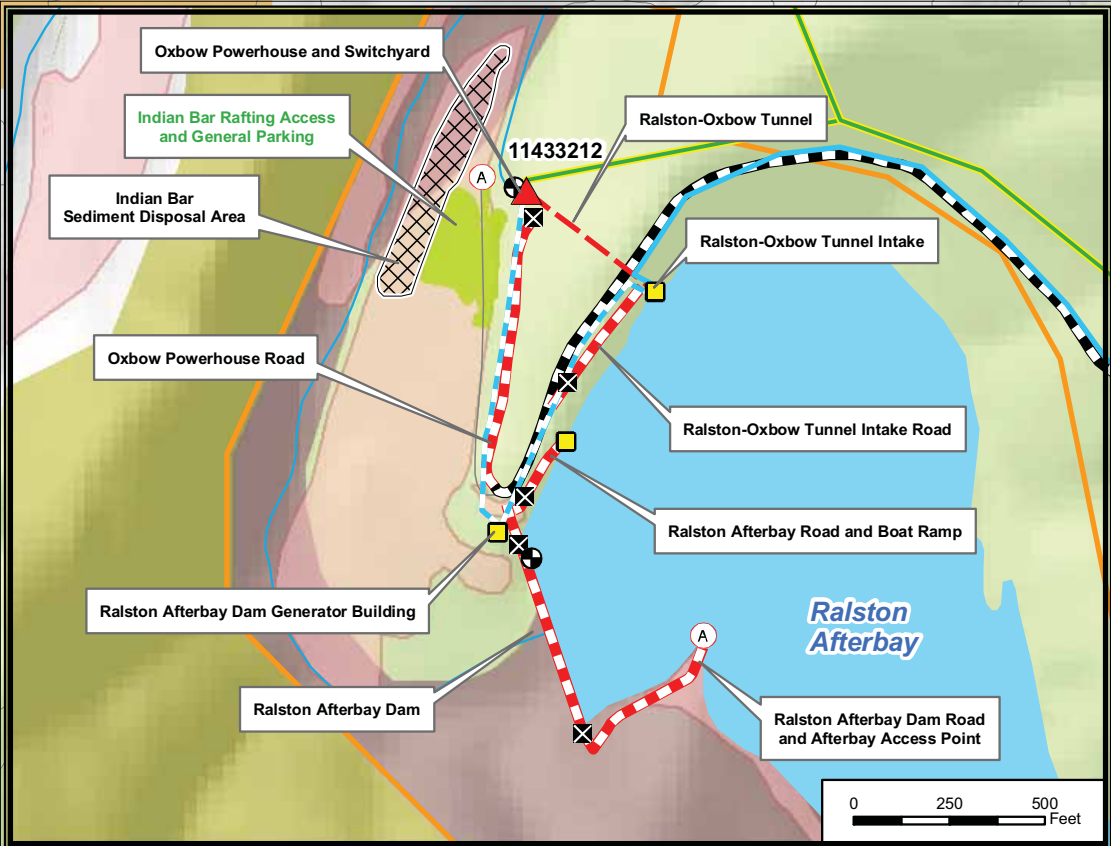 Oxbow Powerhouse and Switchyard
Indian Bar Rafting Access
and General Parking
Ralston-Oxbow Tunnel
11433212
A
Indian Bar
Sediment Disposal Area
Ralston-Oxbow Tunnel Intake
Oxbow Powerhouse Road
Ralston-Oxbow Tunnel Intake Road
Ralston Afterbay Road and Boat Ramp
Ralston Afterbay Dam Generator Building
Ralston
Afterbay
A
Ralston Afterbay Dam
Ralston Afterbay Dam Road
and Afterbay Access Point
0 250 500
Feet